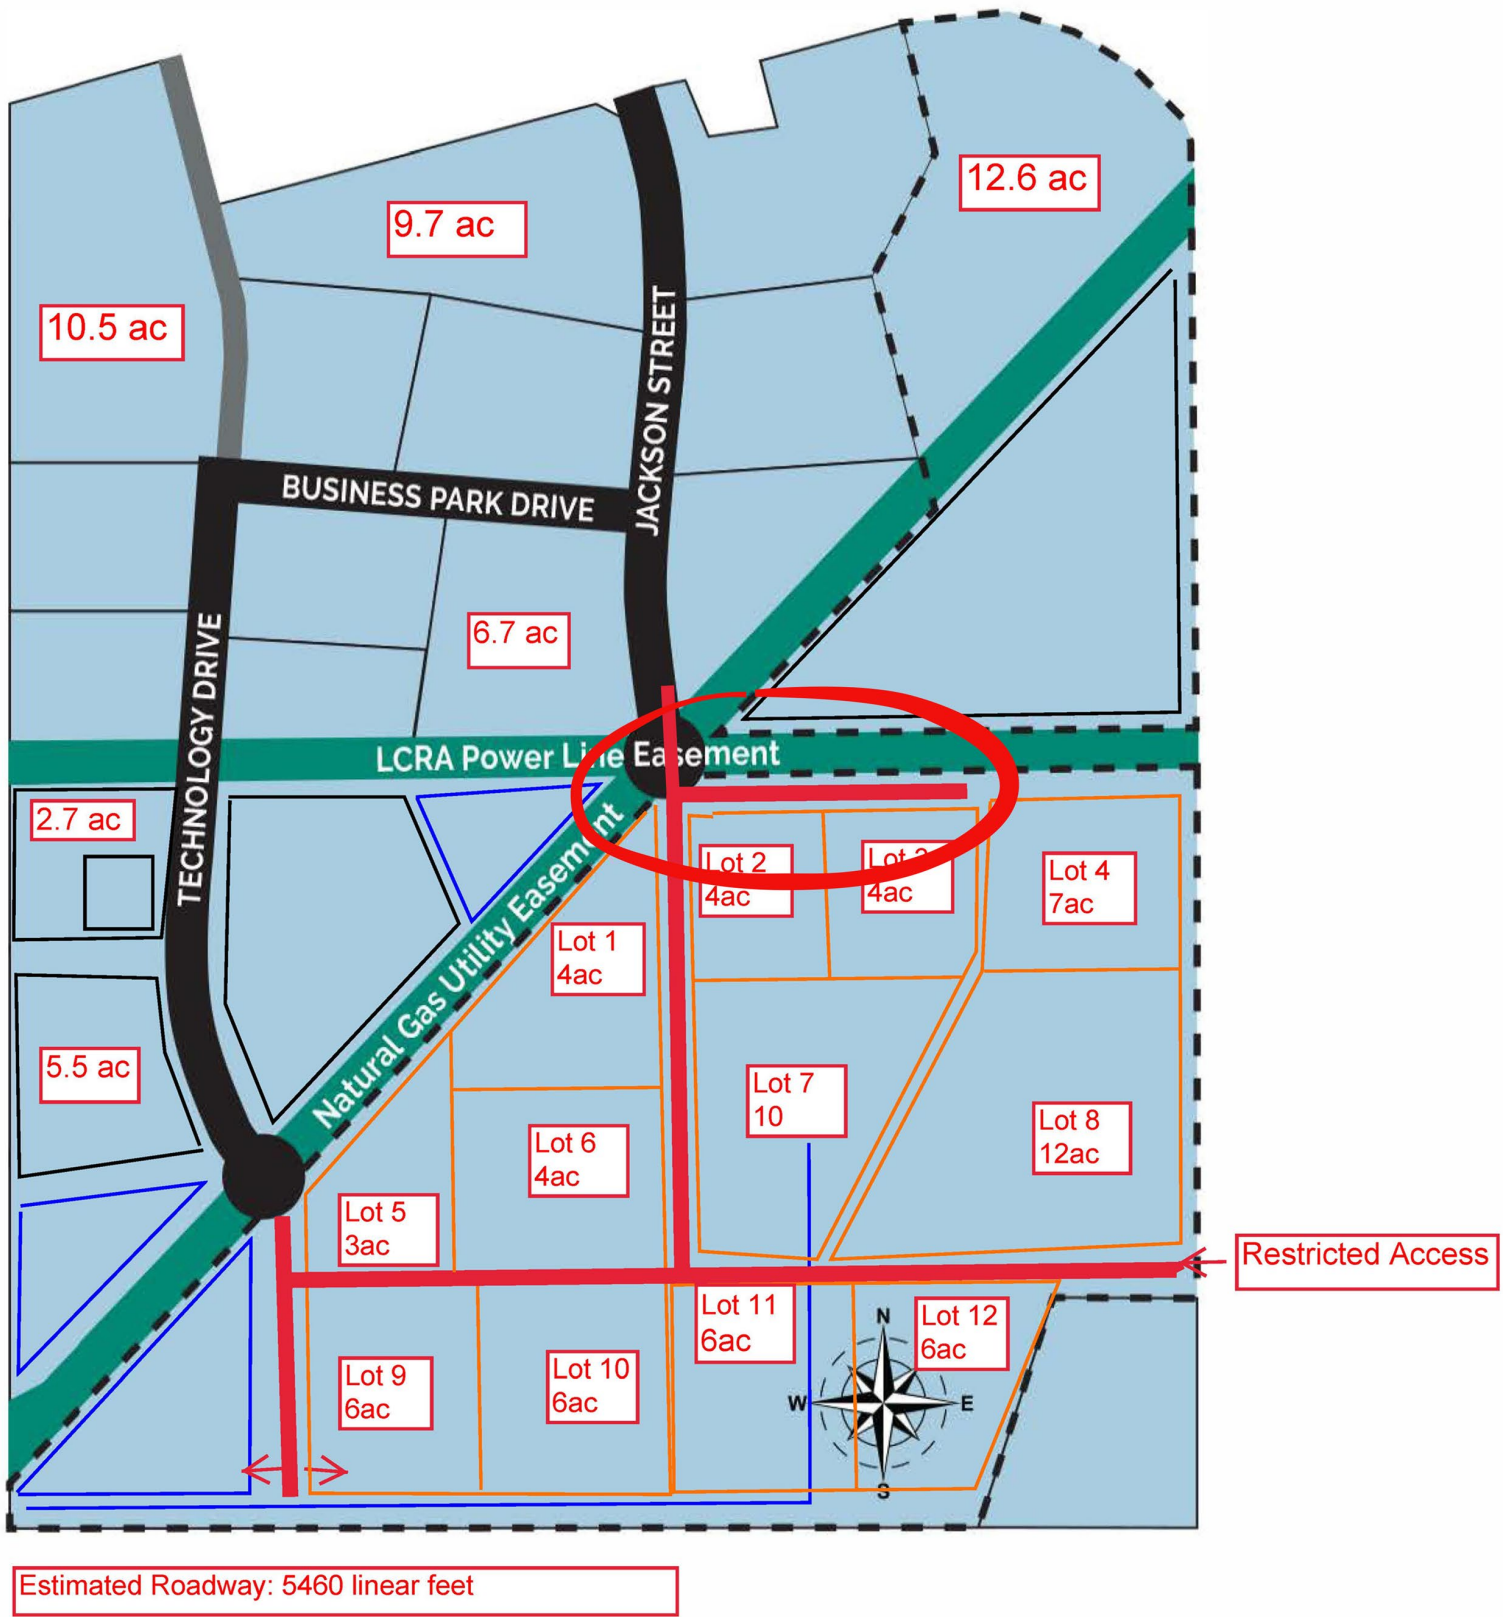 12.6 ac
9.7 ac
10.5 ac
JACKSON STREET
BUSINESS PARK DRIVE
6.7 ac
TECHNOLOGY DRIVE
LCRA Power Line Easement
2.7 ac
Natural Gas Utility Easement
Lot 2
4ac
Lot 3
4ac
Lot 4
7ac
Lot 1
4ac
5.5 ac
Lot 7
10
Lot 8
12ac
Lot 6
4ac
Lot 5
3ac
Restricted Access
Lot 11
6ac
Lot 12
6ac
N
W
E
S
Lot 9
6ac
Lot 10
6ac
Estimated Roadway: 5460 linear feet